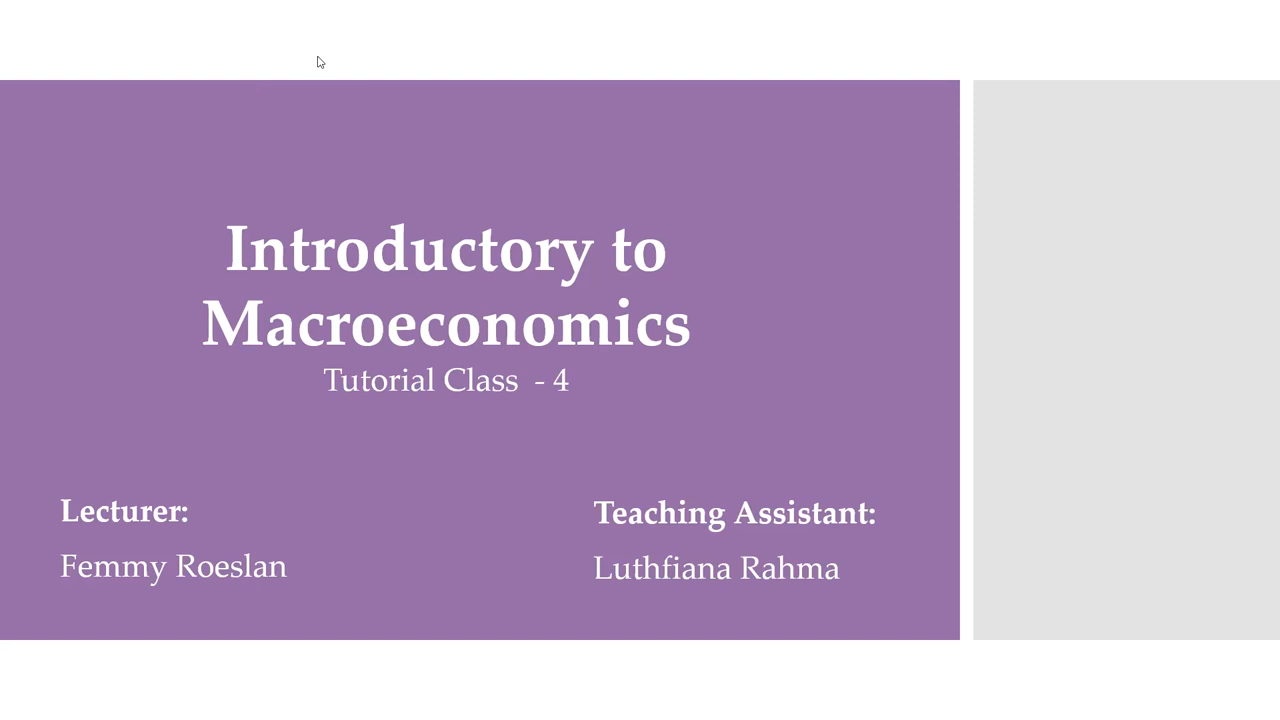 Introductory to
Macroeconomics
Tutorial Class  - 4
Lecturer:
Femmy Roeslan
Teaching Assistant:
Luthfiana Rahma